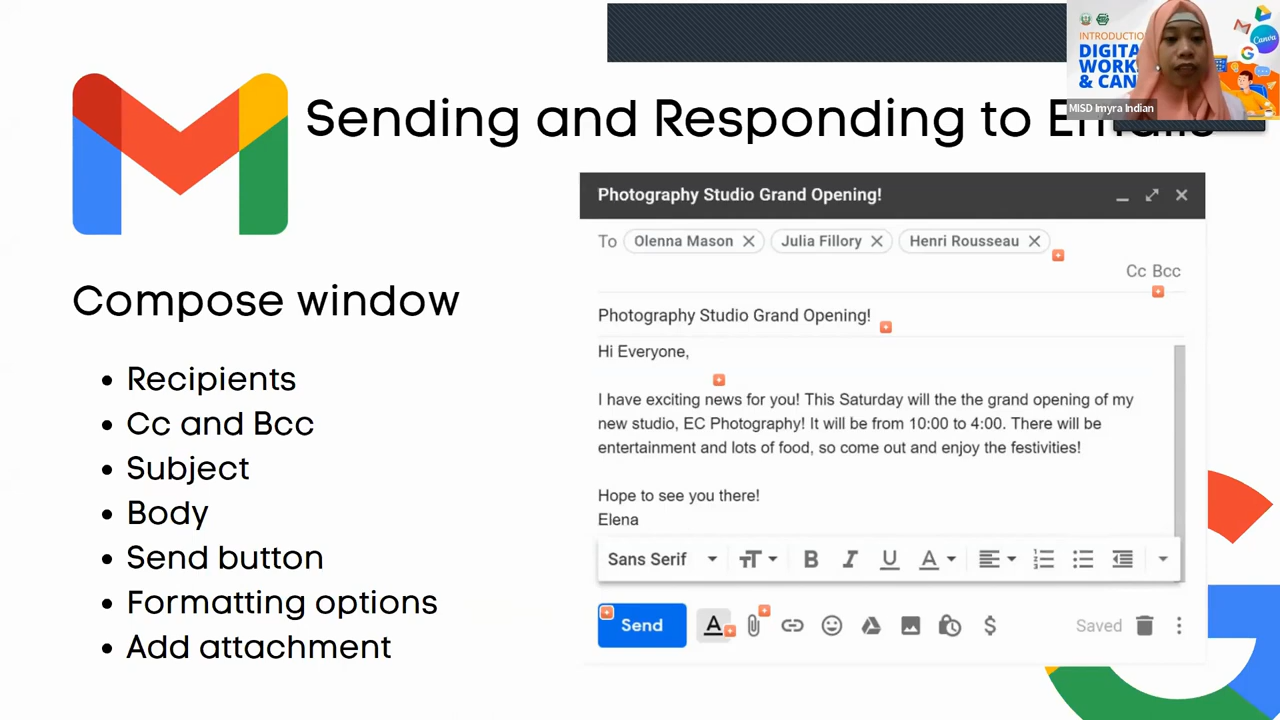 INTRODUCTIO
DIGITA
WORK
& CAN
Canva
MISD Imyra Indian
Sending and Responding to Emails
Compose window
• Recipients
• Cc and Bcc
• Subject
• Body
• Send button
• Formatting options
• Add attachment
Photography Studio Grand Opening!
To Olenna Mason Julia Fillory Henri Rousseau
Cc Bcc
Photography Studio Grand Opening!
Hi Everyone,
I have exciting news for you! This Saturday will the the grand opening of my
new studio, EC Photography! It will be from 10:00 to 4:00. There will be
entertainment and lots of food, so come out and enjoy the festivities!
Hope to see you there!
Elena
Sans Serif
Send Saved